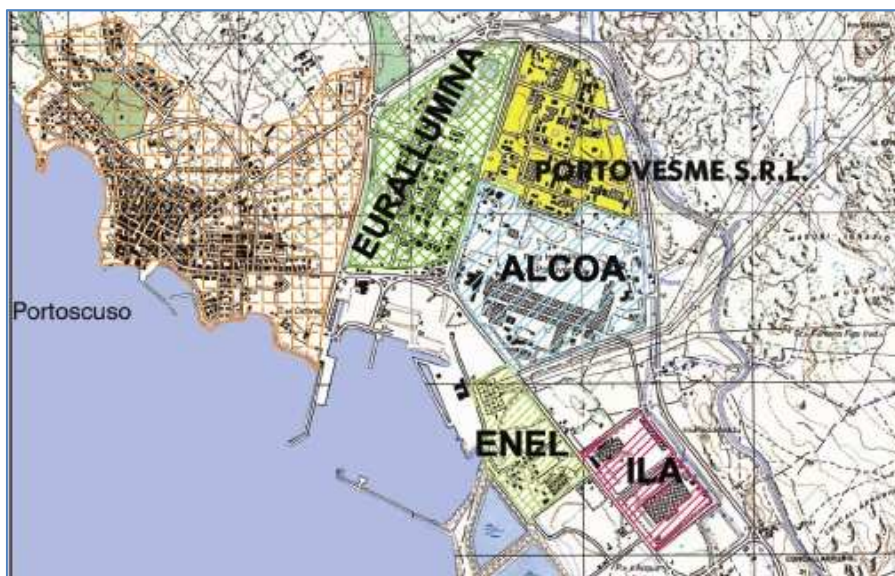 EURALLUMINA
PORTOVESME S.R.L.
ALCOA
Portoscuso
ENEL
ILA